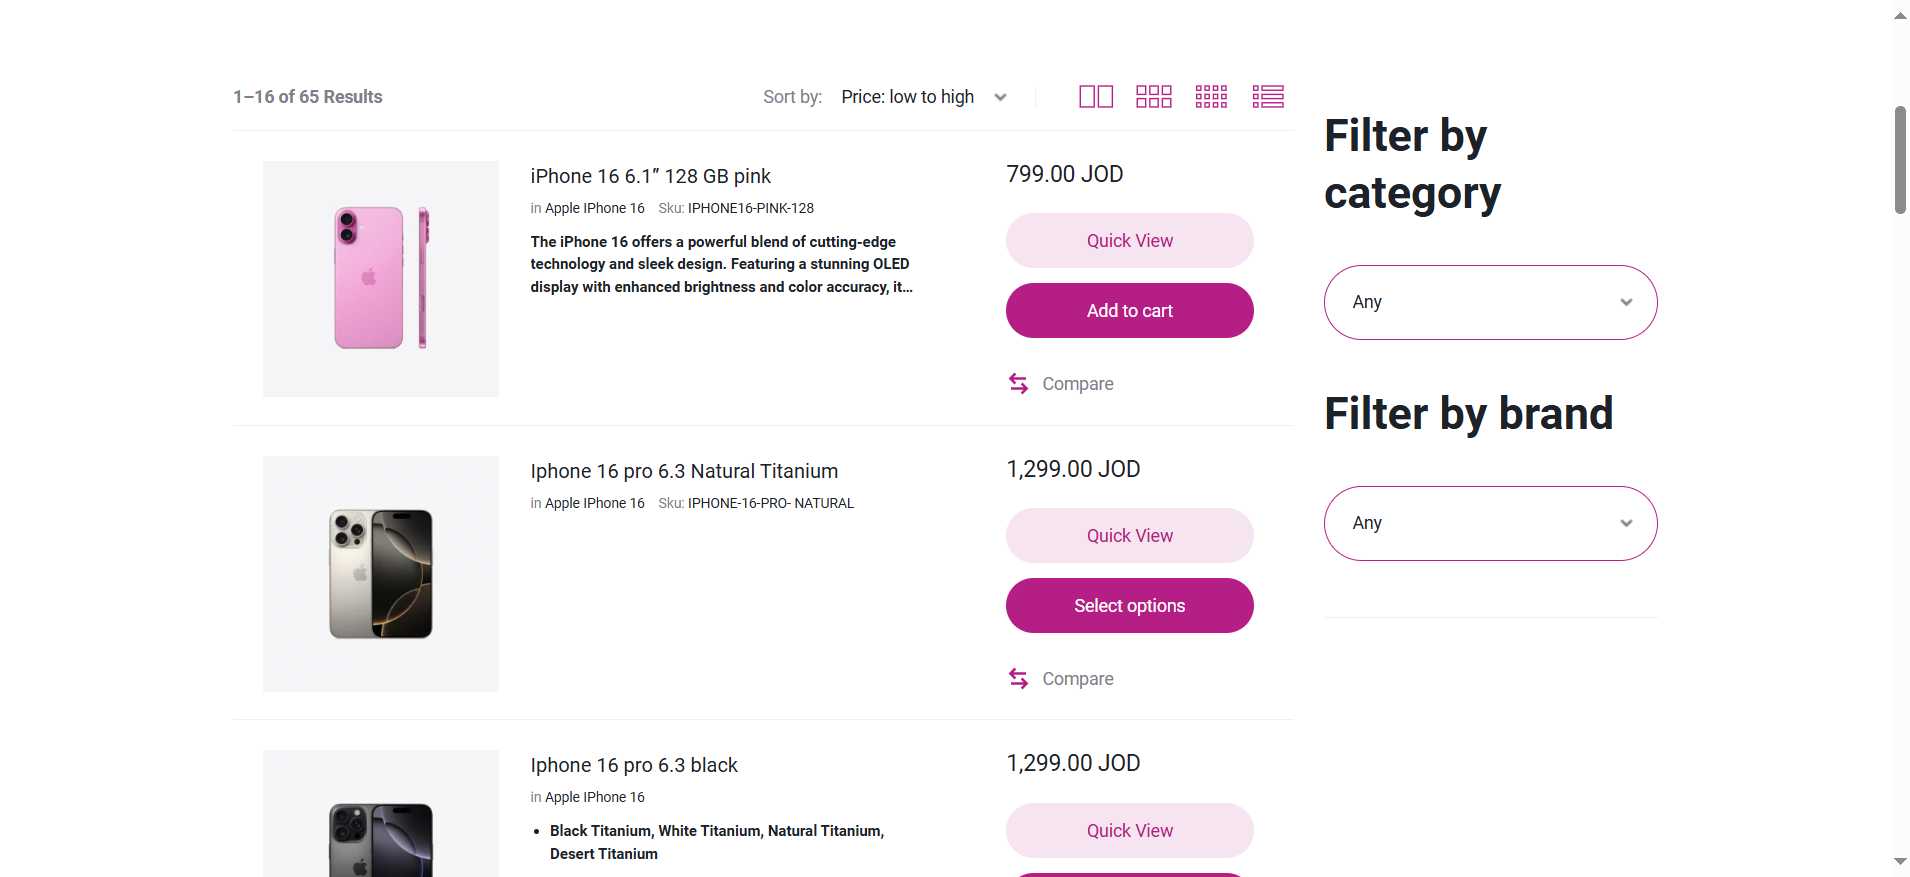 1–16 of 65 Results
Sort by: Price: low to high
iPhone 16 6.1” 128 GB pink
in Apple IPhone 16 Sku: IPHONE16-PINK-128
The iPhone 16 offers a powerful blend of cutting-edge
technology and sleek design. Featuring a stunning OLED
display with enhanced brightness and color accuracy, it...
799.00 JOD
Quick View
Add to cart
Compare
Iphone 16 pro 6.3 Natural Titanium
in Apple IPhone 16 Sku: IPHONE-16-PRO- NATURAL
1,299.00 JOD
Quick View
Select options
Compare
Iphone 16 pro 6.3 black
in Apple IPhone 16
• Black Titanium, White Titanium, Natural Titanium,
Desert Titanium
1,299.00 JOD
Quick View
Filter by
category
Any
Filter by brand
Any